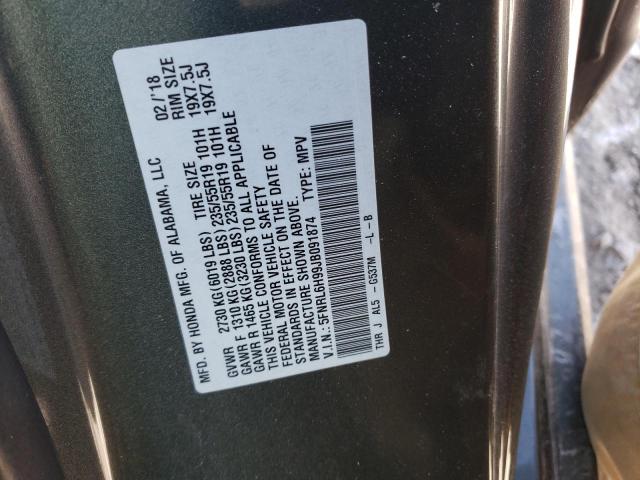 MFD. BY HONDA MFG. OF ALABAMA, LLC 02/'18
TIRE SIZE RIM SIZE
GVWR 2730 KG(6019 LBS)
GAWR F 1310 KG(2888 LBS) 235/55R19 101H 19X7.5J
GAWR R 1465 KG(3230 LBS) 235/55R19 101H 19X7.5J
THIS VEHICLE CONFORMS TO ALL APPLICABLE
FEDERAL MOTOR VEHICLE SAFETY
STANDARDS IN EFFECT ON THE DATE OF
MANUFACTURE SHOWN ABOVE.
V.I.N.:5FNRL6H99JB091874 TYPE: MPV
THR J AL5 -G537M -L -B